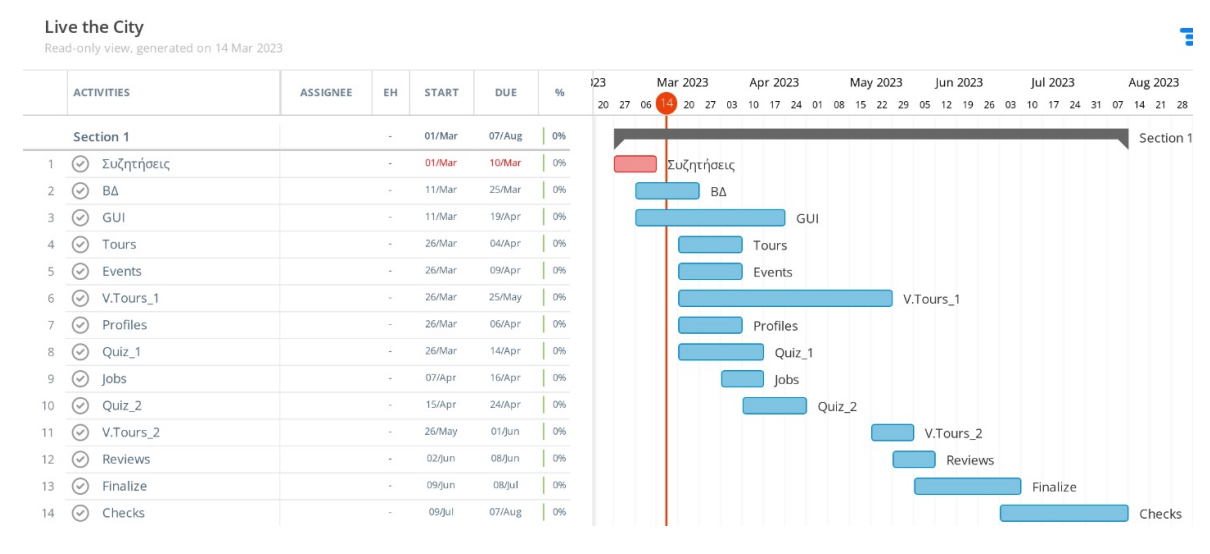 Live the City
Read-only view, generated on 14 Mar 2023
ACTIVITIES ASSIGNEE EH START DUE %
023 Mar 2023 Apr 2023 May 2023 Jun 2023 Jul 2023 Aug 2023
20 27 06 14 20 27 03 10 17 24 01 08 15 22 29 05 12 19 26 03 10 17 24 31 07 14 21 28
Section 1 - 01/Mar 07/Aug 0% Section 1
1 Συζητήσεις 01/Mar 10/Mar 0% Συζητήσεις
2 ΒΔ - 11/Mar 25/Mar 0% ΒΔ
3 GUI - 11/Mar 19/Apr 0% GUI
4 Tours - 26/Mar 04/Apr 0% Tours
5 Events - 26/Mar 09/Apr 0% Events
6 V.Tours_1 - 26/Mar 25/May 0% V.Tours_1
7 Profiles - 26/Mar 06/Apr 0% Profiles
8 Quiz_1 - 26/Mar 14/Apr 0% Quiz_1
9 Jobs - 07/Apr 16/Apr 0% Jobs
10 Quiz_2 - 15/Apr 24/Apr 0% Quiz_2
11 V.Tours_2 - 26/May 01/Jun 0% V.Tours_2
12 Reviews - 02/Jun 08/Jun 0% Reviews
13 Finalize - 09/Jun 08/Jul 0% Finalize
14 Checks - 09/Jul 07/Aug 0% Checks